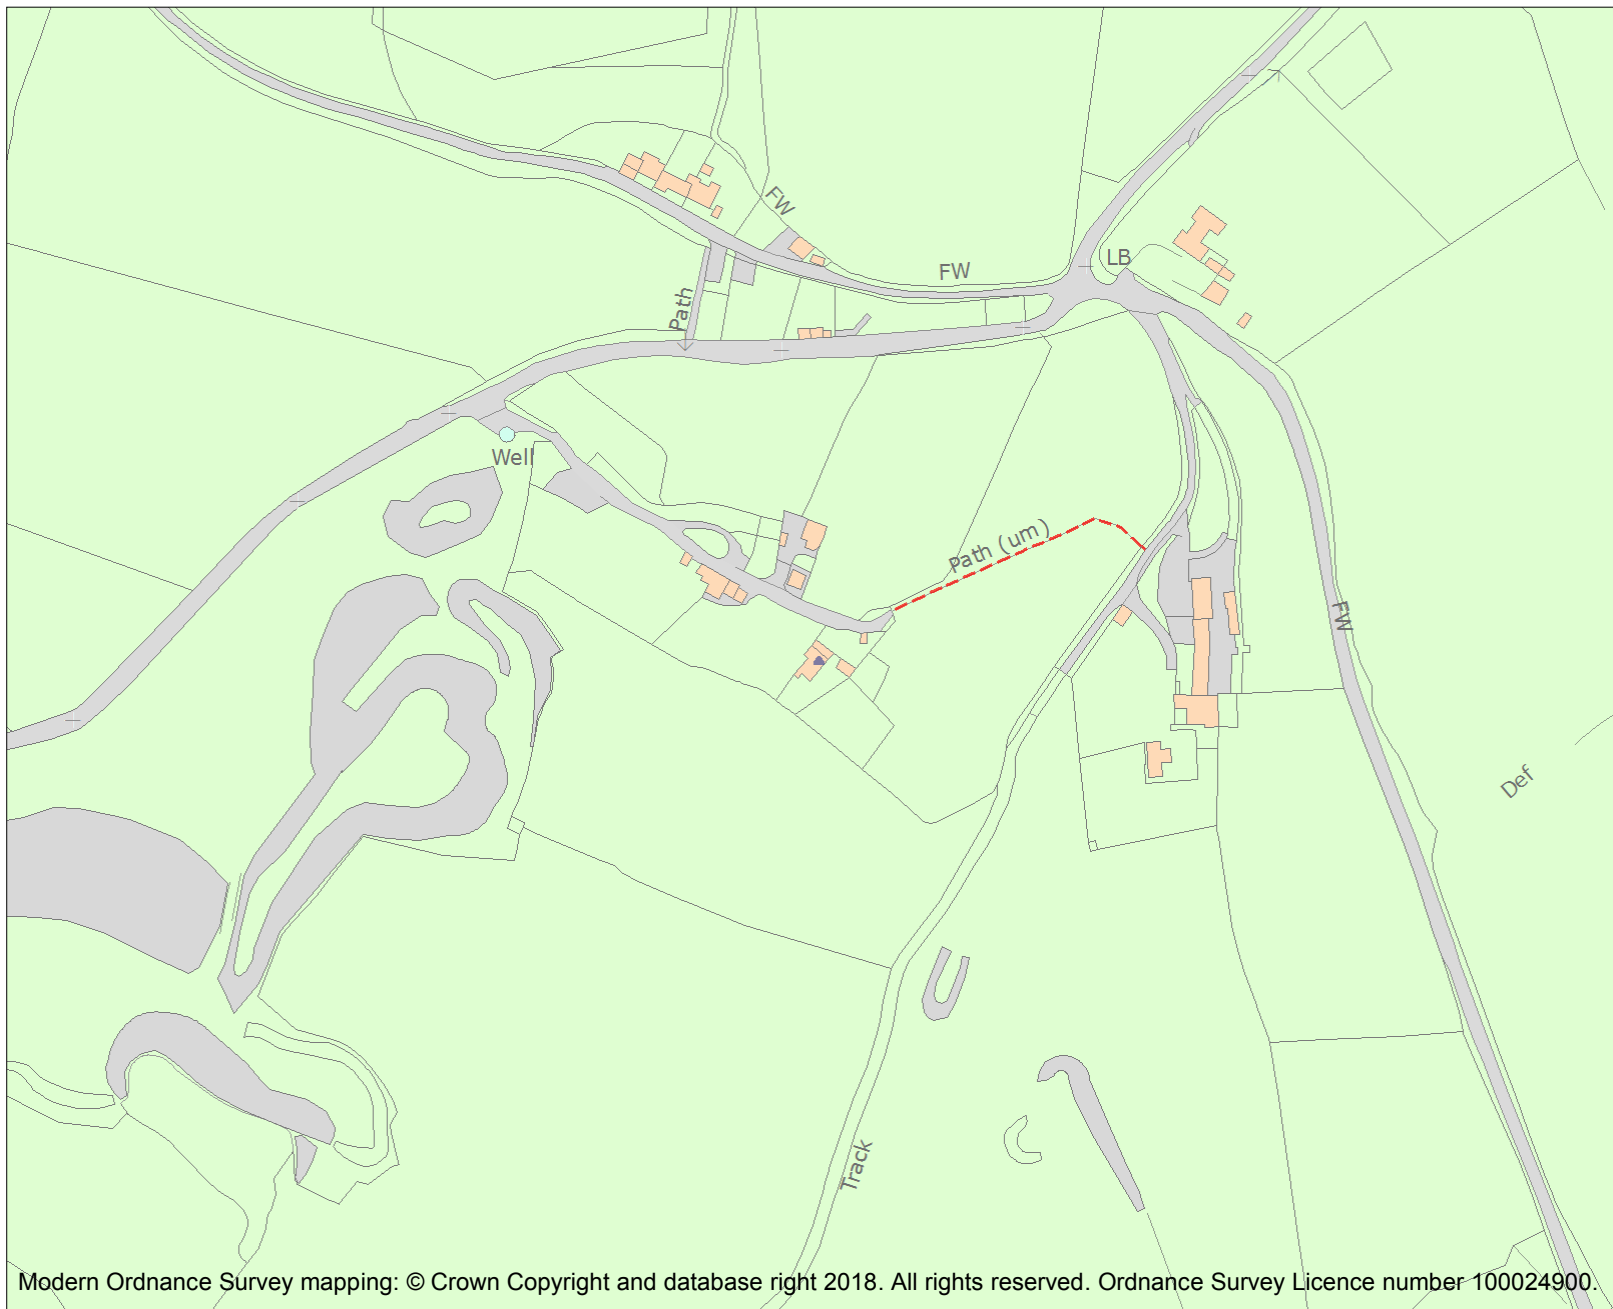 FW
LB
FW
Path
Well
Path (um)
FW
Def
Track
Modern Ordnance Survey mapping: © Crown Copyright and database right 2018. All rights reserved. Ordnance Survey Licence number 100024900.